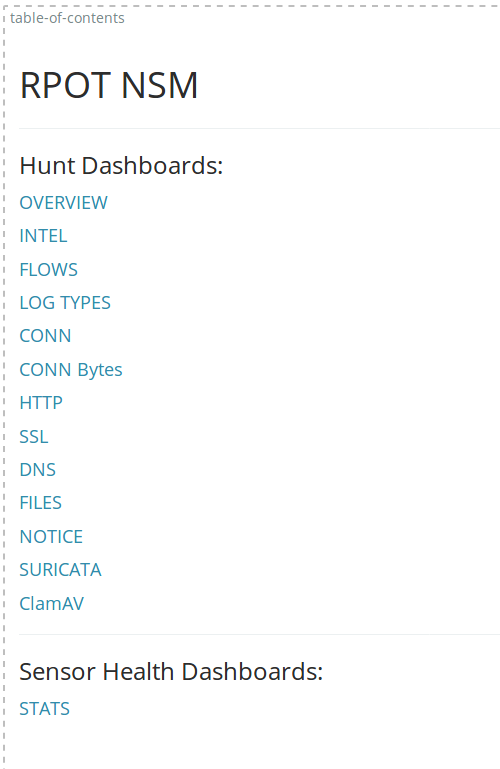 table-of-contents
RPOT NSM
Hunt Dashboards:
OVERVIEW
INTEL
FLOWS
LOG TYPES
CONN
CONN Bytes
HTTP
SSL
DNS
FILES
NOTICE
SURICATA
ClamAV
Sensor Health Dashboards:
STATS